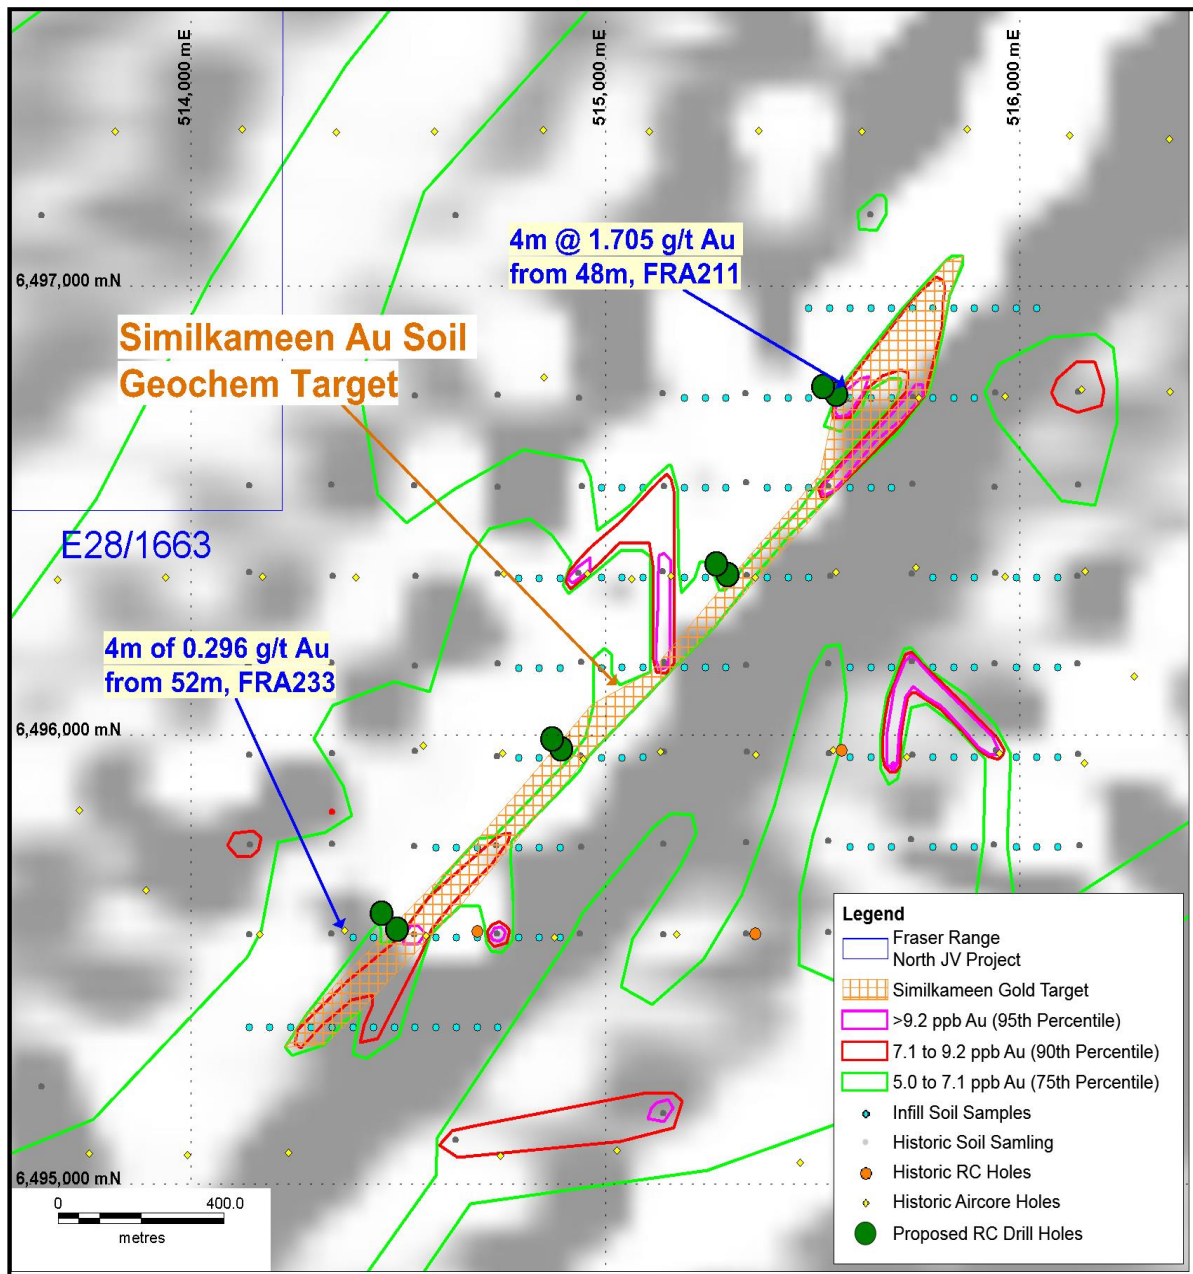 514,000 mE
515,000 mE
516,000 mE
4m @ 1.705 g/t Au
from 48m, FRA211
6,497,000 mN
Similkameen Au Soil
Geochem Target
E28/1663
4m of 0.296 g/t Au
from 52m, FRA233
6,496,000 mN
Legend
Fraser Range
North JV Project
Similkameen Gold Target
>9.2 ppb Au (95th Percentile)
7.1 to 9.2 ppb Au (90th Percentile)
5.0 to 7.1 ppb Au (75th Percentile)
Infill Soil Samples
Historic Soil Samling
Historic RC Holes
Historic Aircore Holes
Proposed RC Drill Holes
6,495,000 mN
0 400.0
metres